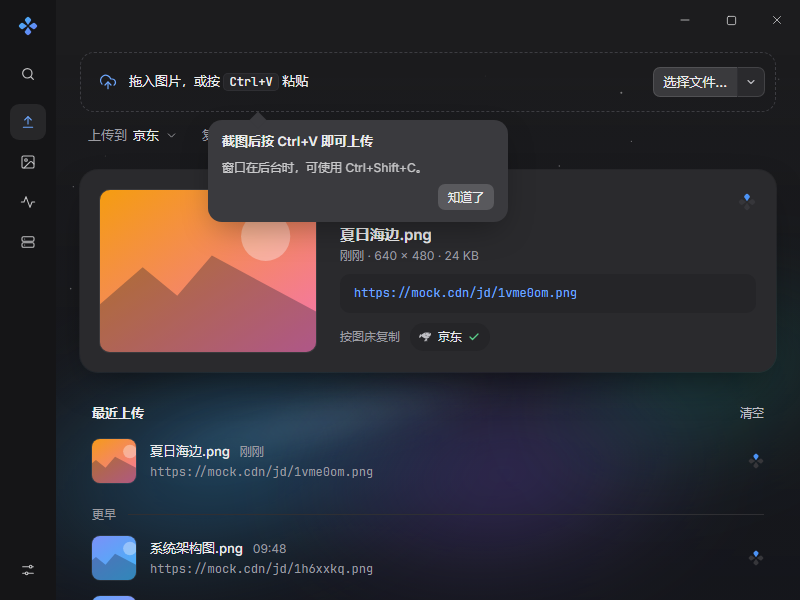 拖入图片，或按 Ctrl+V 粘贴
选择文件...
上传到 京东
截图后按 Ctrl+V 即可上传
窗口在后台时，可使用 Ctrl+Shift+C。
知道了
夏日海边.png
刚刚 · 640 × 480 · 24 KB
https://mock.cdn/jd/1vme0om.png
按图床复制 京东
最近上传
清空
夏日海边.png 刚刚
https://mock.cdn/jd/1vme0om.png
更早
系统架构图.png 09:48
https://mock.cdn/jd/1h6xxkq.png